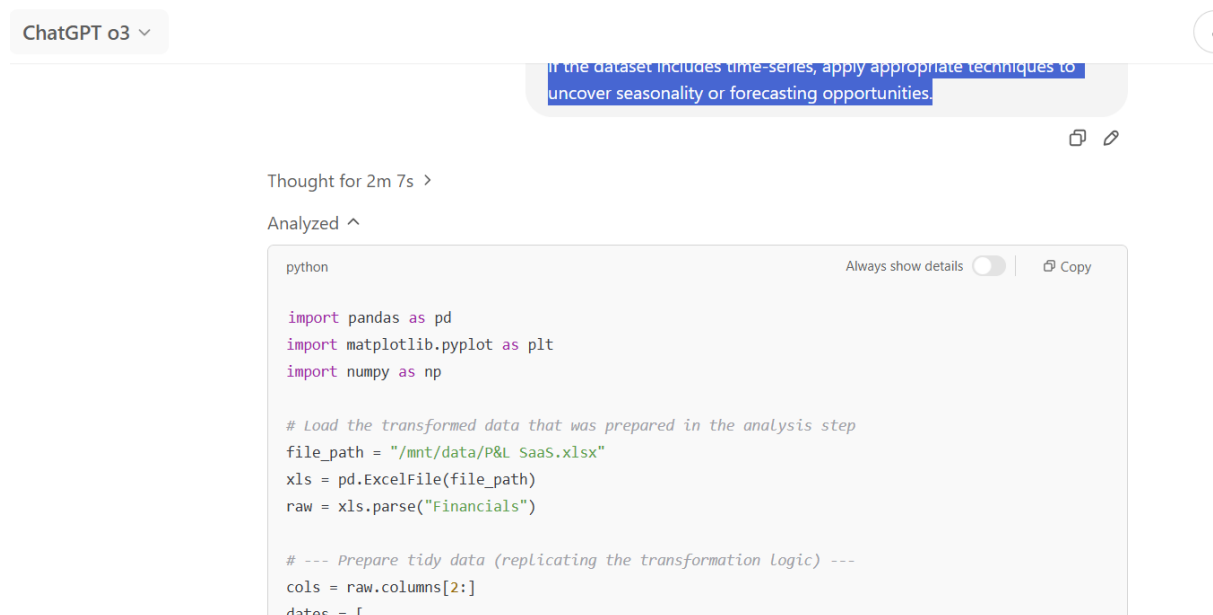 ChatGPT o3
If the dataset includes time-series, apply appropriate techniques to
uncover seasonality or forecasting opportunities.
Thought for 2m 7s
Analyzed
python
Always show details
Copy
import pandas as pd
import matplotlib.pyplot as plt
import numpy as np
# Load the transformed data that was prepared in the analysis step
file_path = "/mnt/data/P&L SaaS.xlsx"
xls = pd.ExcelFile(file_path)
raw = xls.parse("Financials")
# --- Prepare tidy data (replicating the transformation logic) ---
cols = raw.columns[2:]
dates = [